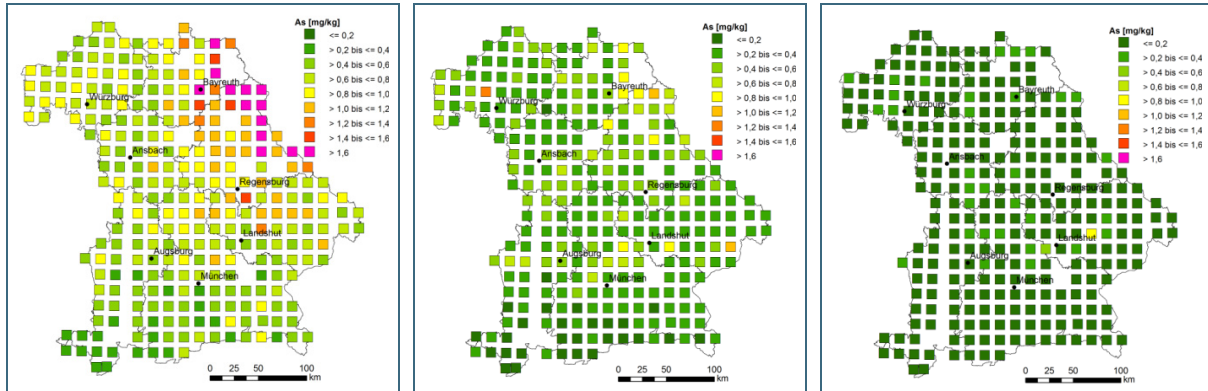 As [mg/kg]
<= 0,2
> 0,2 bis <= 0,4
> 0,4 bis <= 0,6
> 0,6 bis <= 0,8
> 0,8 bis <= 1,0
> 1,0 bis <= 1,2
> 1,2 bis <= 1,4
> 1,4 bis <= 1,6
> 1,6
Bayreuth
Würzburg
Ansbach
Regensburg
Landshut
Augsburg
München
0 25 50 100
km
As [mg/kg]
<= 0,2
> 0,2 bis <= 0,4
> 0,4 bis <= 0,6
> 0,6 bis <= 0,8
> 0,8 bis <= 1,0
> 1,0 bis <= 1,2
> 1,2 bis <= 1,4
> 1,4 bis <= 1,6
> 1,6
Bayreuth
Würzburg
Ansbach
Regensburg
Landshut
Augsburg
München
0 25 50 100
km
As [mg/kg]
<= 0,2
> 0,2 bis <= 0,4
> 0,4 bis <= 0,6
> 0,6 bis <= 0,8
> 0,8 bis <= 1,0
> 1,0 bis <= 1,2
> 1,2 bis <= 1,4
> 1,4 bis <= 1,6
> 1,6
Bayreuth
Würzburg
Ansbach
Regensburg
Landshut
Augsburg
München
0 25 50 100
km